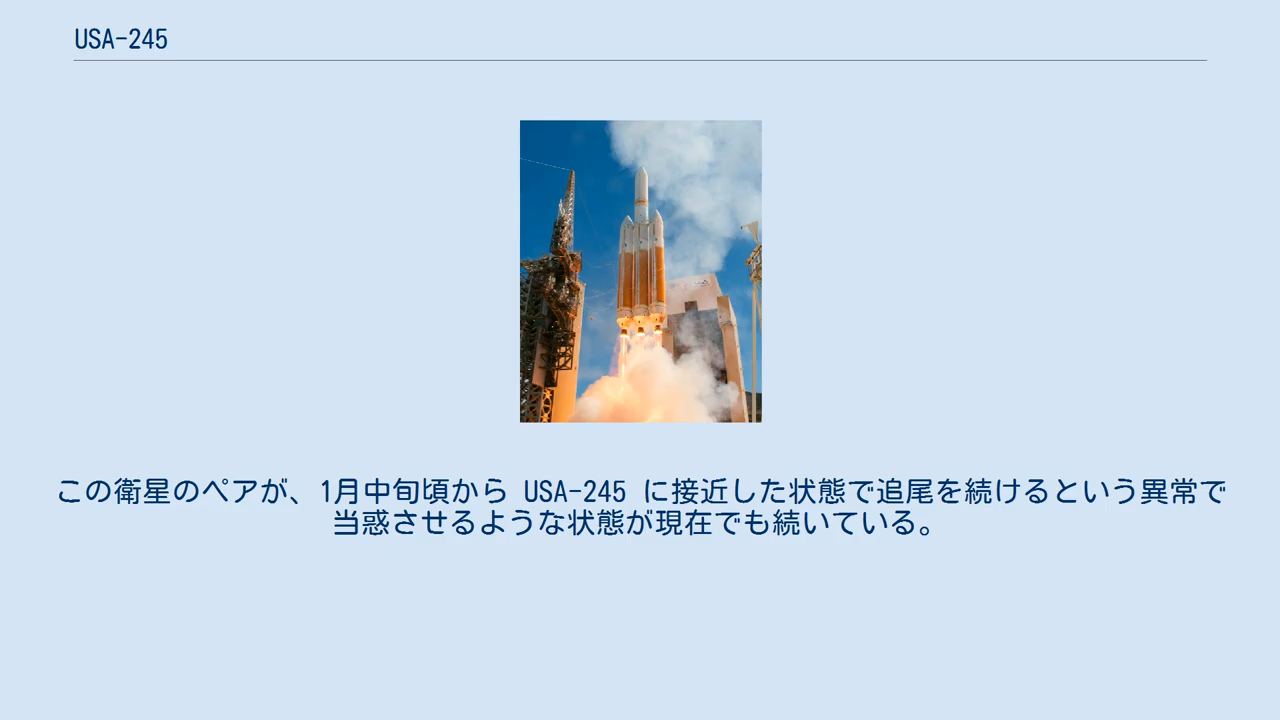 USA-245
この衛星のペアが、1月中旬頃から USA-245 に接近した状態で追尾を続けるという異常で
当惑させるような状態が現在でも続いている。